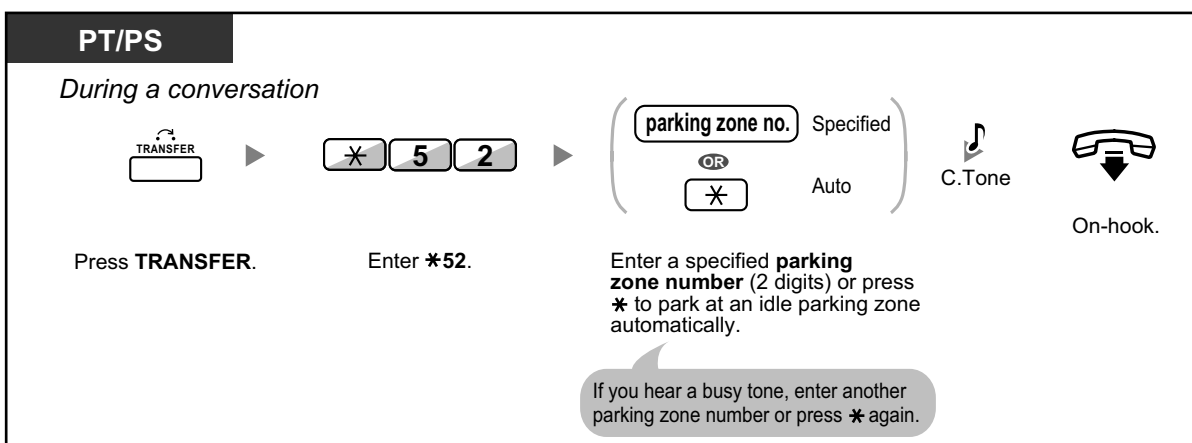 PT/PS
During a conversation
TRANSFER
* 5 2
parking zone no. Specified
OR
* Auto
C.Tone
On-hook.
Press TRANSFER.
Enter *52.
Enter a specified parking
zone number (2 digits) or press
* to park at an idle parking zone
automatically.
If you hear a busy tone, enter another
parking zone number or press * again.